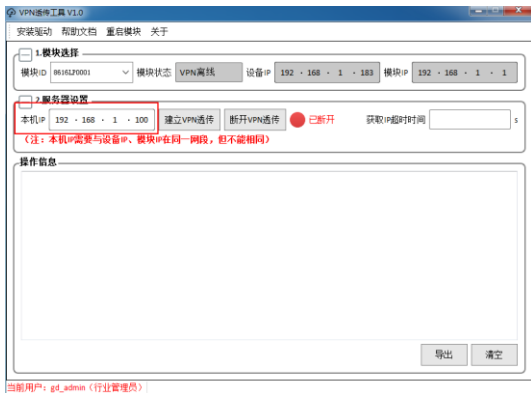 VPN透传工具 V1.0
安装驱动 帮助文档 重启模块 关于
1.模块选择
模块ID 8616LP0001 模块状态 VPN离线 设备IP 192 . 168 . 1 . 183 模块IP 192 . 168 . 1 . 1
2.服务器设置
本机IP 192 . 168 . 1 . 100 建立VPN透传 断开VPN透传 已断开 获取IP超时时间 s
（注：本机IP需要与设备IP、模块IP在同一网段，但不能相同）
操作信息
导出 清空
当前用户：gd_admin（行业管理员）